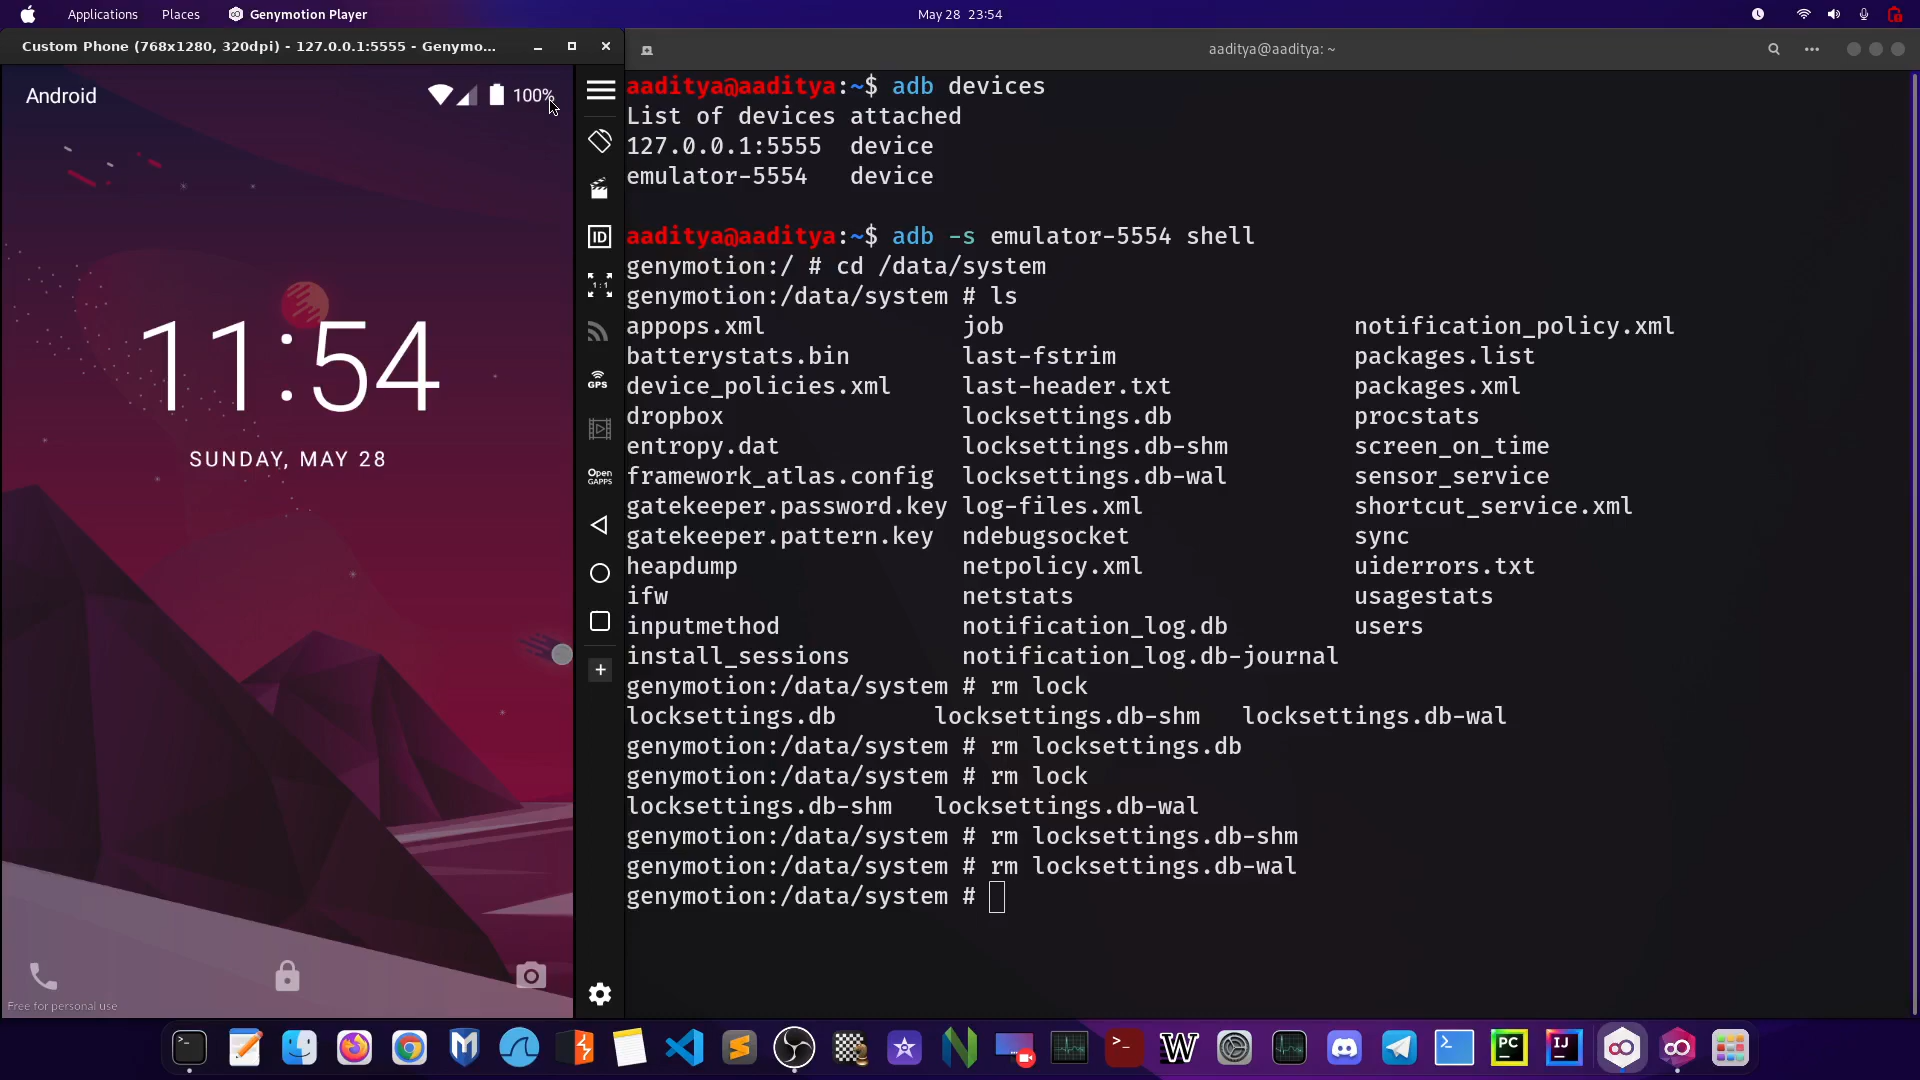 Applications Places Genymotion Player May 28 23:54
Custom Phone (768x1280, 320dpi) - 127.0.0.1:5555 - Genymo...
Android 100%
11:54
SUNDAY, MAY 28
Free for personal use
ID
1:1
GPS
Open
GAPPS
aaditya@aaditya: ~
aaditya@aaditya:~$ adb devices
List of devices attached
127.0.0.1:5555 device
emulator-5554 device
aaditya@aaditya:~$ adb -s emulator-5554 shell
genymotion:/ # cd /data/system
genymotion:/data/system # ls
appops.xml job notification_policy.xml
batterystats.bin last-fstrim packages.list
device_policies.xml last-header.txt packages.xml
dropbox locksettings.db procstats
entropy.dat locksettings.db-shm screen_on_time
framework_atlas.config locksettings.db-wal sensor_service
gatekeeper.password.key log-files.xml shortcut_service.xml
gatekeeper.pattern.key ndebugsocket sync
heapdump netpolicy.xml uiderrors.txt
ifw netstats usagestats
inputmethod notification_log.db users
install_sessions notification_log.db-journal
genymotion:/data/system # rm lock
locksettings.db locksettings.db-shm locksettings.db-wal
genymotion:/data/system # rm locksettings.db
genymotion:/data/system # rm lock
locksettings.db-shm locksettings.db-wal
genymotion:/data/system # rm locksettings.db-shm
genymotion:/data/system # rm locksettings.db-wal
genymotion:/data/system #
W PC IJ